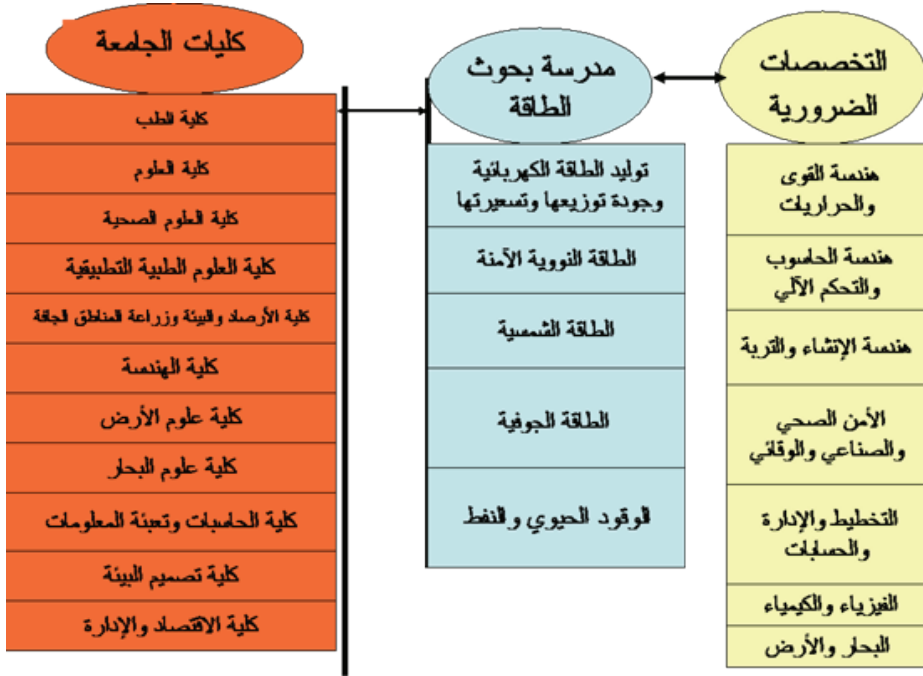 التخصصات
الضرورية
هندسة القوى
والحراريات
هندسة الحاسوب
والتحكم الآلي
هندسة الإنشاء والتربة
الأمن الصحي
والصناعي والوقائي
التخطيط والإدارة
والحسابات
الفيزياء والكيمياء
البحار والأرض
مدرسة بحوث
الطاقة
توليد الطاقة الكهربائية
وجودة توزيعها وتسعيرتها
الطاقة النووية الآمنة
الطاقة الشمسية
الطاقة الجوفية
الوقود الحيوي والنفط
كليات الجامعة
كلية الطب
كلية العلوم
كلية العلوم الصحية
كلية العلوم الطبية التطبيقية
كلية الأرصاد والبيئة وزراعة المناطق الجافة
كلية الهندسة
كلية علوم الأرض
كلية علوم البحار
كلية الحاسبات وتعبئة المعلومات
كلية تصميم البيئة
كلية الاقتصاد والإدارة